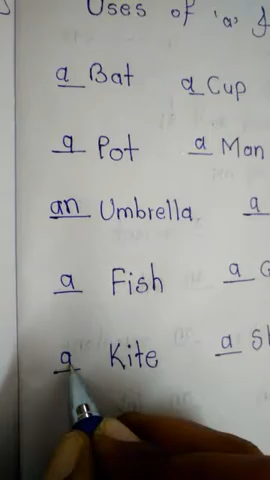 Uses of 'a'
a Bat a Cup
a Pot a Man
an Umbrella a
a Fish a
a Kite a